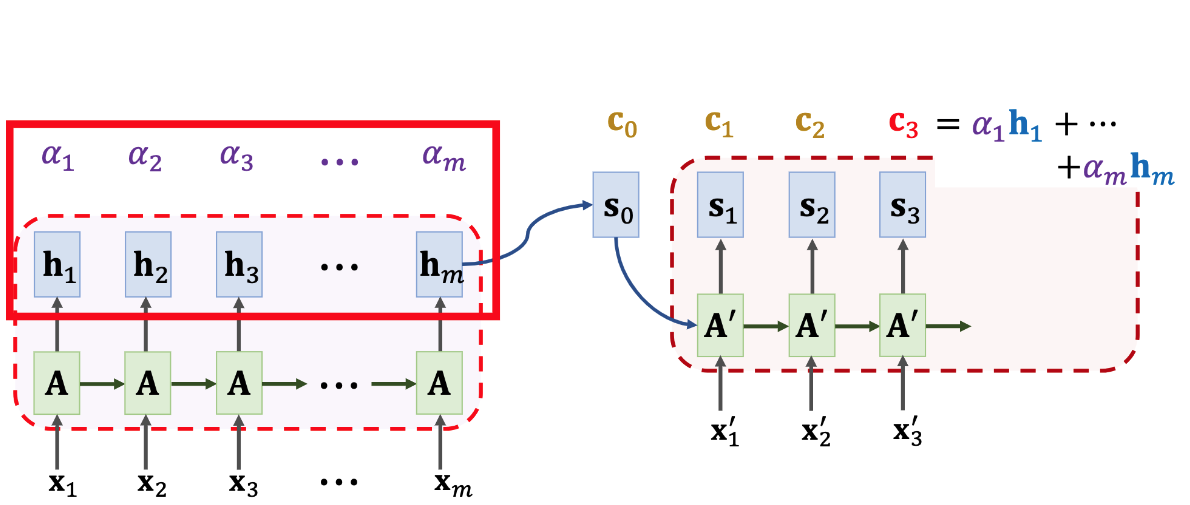 c₀ c₁ c₂ c₃ = α₁h₁ + ⋯
+αₘhₘ
α₁ α₂ α₃ ⋯ αₘ
s₀ s₁ s₂ s₃
h₁ h₂ h₃ ⋯ hₘ
A′ A′ A′
A A A ⋯ A
x′₁ x′₂ x′₃
x₁ x₂ x₃ ⋯ xₘ